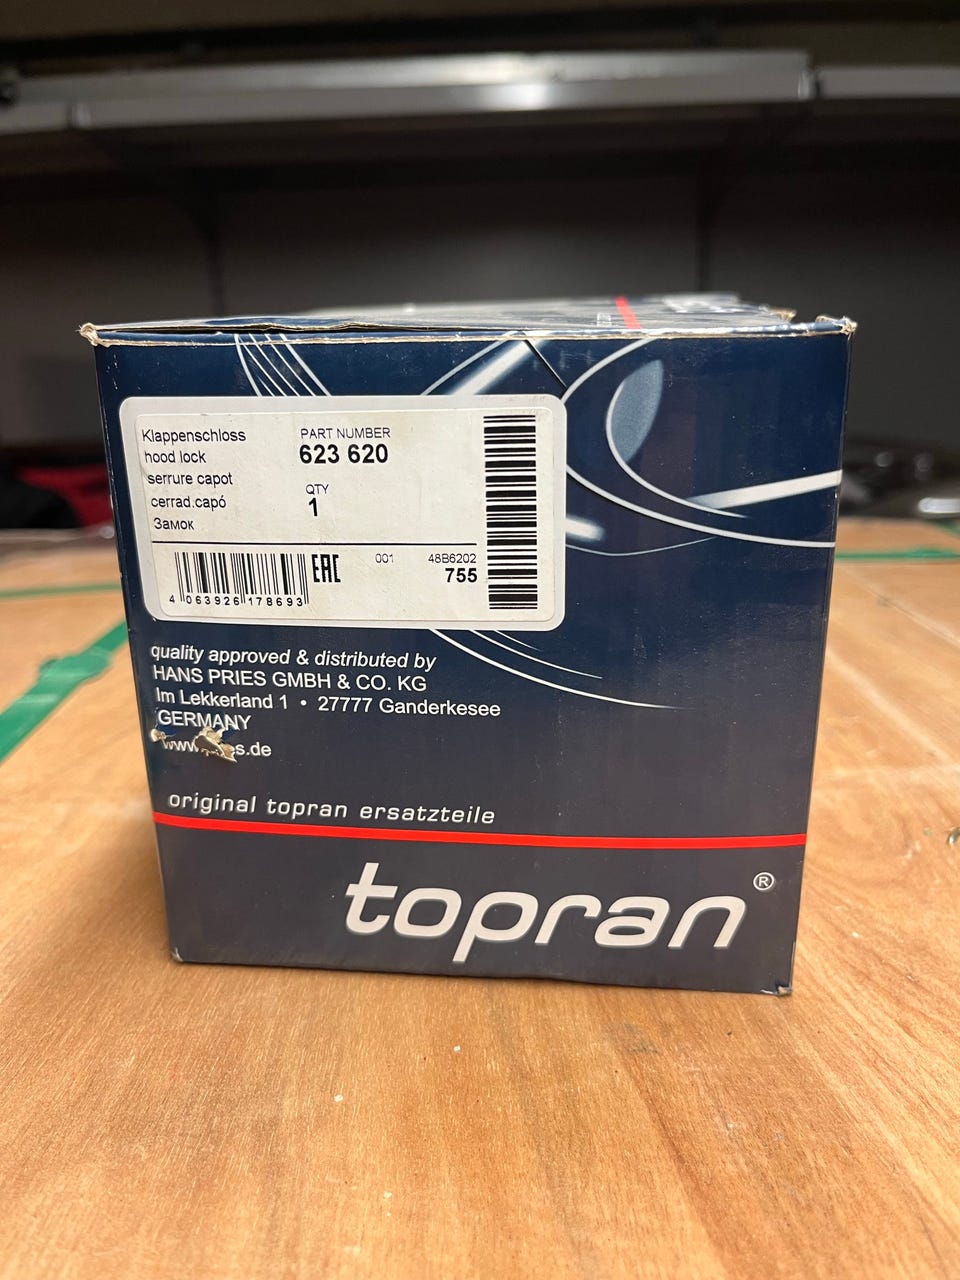 Klappenschloss
hood lock
serrure capot
cerrad.capó
Замок
PART NUMBER
623 620
QTY
1
4 063926 178693
EAC
001
48B6202
755
quality approved & distributed by
HANS PRIES GMBH & CO. KG
Im Lekkerland 1 • 27777 Ganderkesee
GERMANY
original topran ersatzteile
topran ®